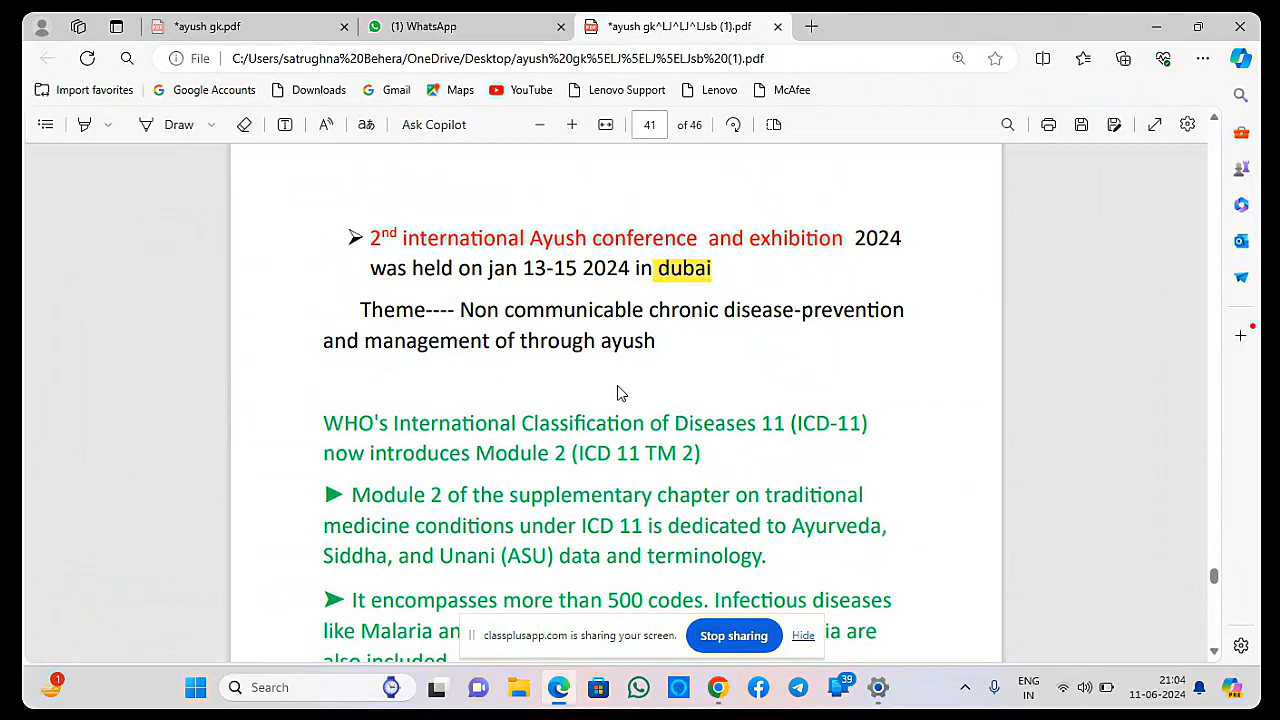 *ayush gk.pdf
(1) WhatsApp
*ayush gk^LJ^LJ^LJsb (1).pdf
File
C:/Users/satrughna%20Behera/OneDrive/Desktop/ayush%20gk%5ELJ%5ELJ%5ELJsb%20(1).pdf
Import favorites
Google Accounts
Downloads
Gmail
Maps
YouTube
Lenovo Support
Lenovo
McAfee
Draw
Ask Copilot
41 of 46
➢ 2nd international Ayush conference and exhibition 2024
was held on jan 13-15 2024 in dubai
Theme---- Non communicable chronic disease-prevention
and management of through ayush
WHO's International Classification of Diseases 11 (ICD-11)
now introduces Module 2 (ICD 11 TM 2)
► Module 2 of the supplementary chapter on traditional
medicine conditions under ICD 11 is dedicated to Ayurveda,
Siddha, and Unani (ASU) data and terminology.
➤ It encompasses more than 500 codes. Infectious diseases
like Malaria an
ia are
also included
classplusapp.com is sharing your screen.
Stop sharing
Hide
1
Search
39
ENG
IN
21:04
11-06-2024
PRE